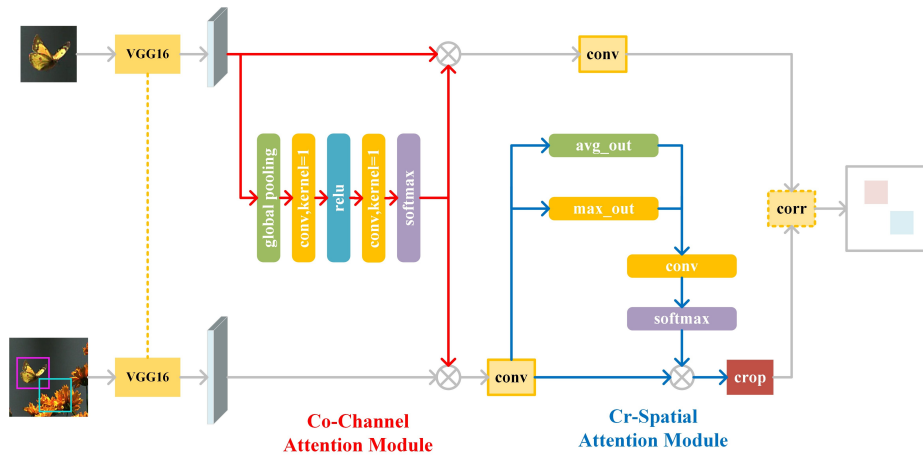 VGG16
conv
global pooling
conv,kernel=1
relu
conv,kernel=1
softmax
avg_out
max_out
conv
softmax
corr
VGG16
conv
crop
Co-Channel
Attention Module
Cr-Spatial
Attention Module